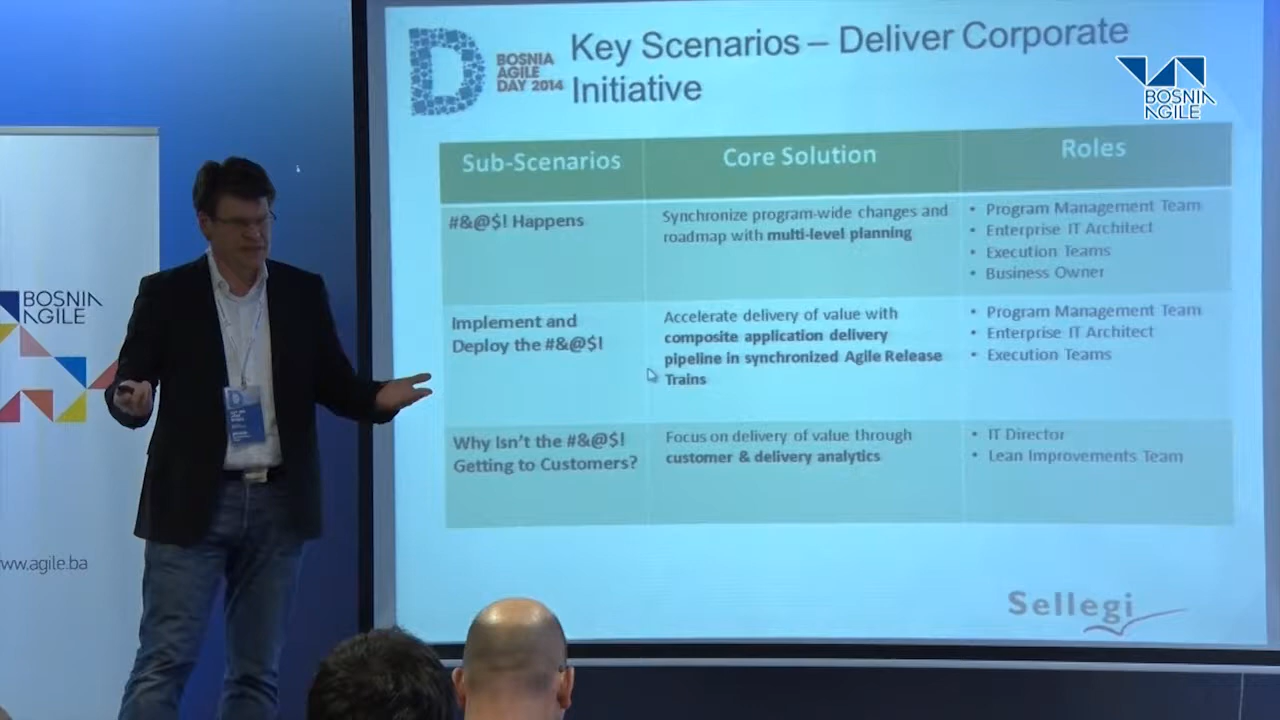 BOSNIA
AGILE
DAY 2014
Key Scenarios – Deliver Corporate
Initiative
BOSNIA
AGILE
Sub-Scenarios
Core Solution
Roles
#&@$! Happens
Synchronize program-wide changes and
roadmap with multi-level planning
• Program Management Team
• Enterprise IT Architect
• Execution Teams
• Business Owner
Implement and
Deploy the #&@$!
Accelerate delivery of value with
composite application delivery
pipeline in synchronized Agile Release
Trains
• Program Management Team
• Enterprise IT Architect
• Execution Teams
Why Isn't the #&@$!
Getting to Customers?
Focus on delivery of value through
customer & delivery analytics
• IT Director
• Lean Improvements Team
Sellegi
BOSNIA
AGILE
www.agile.ba